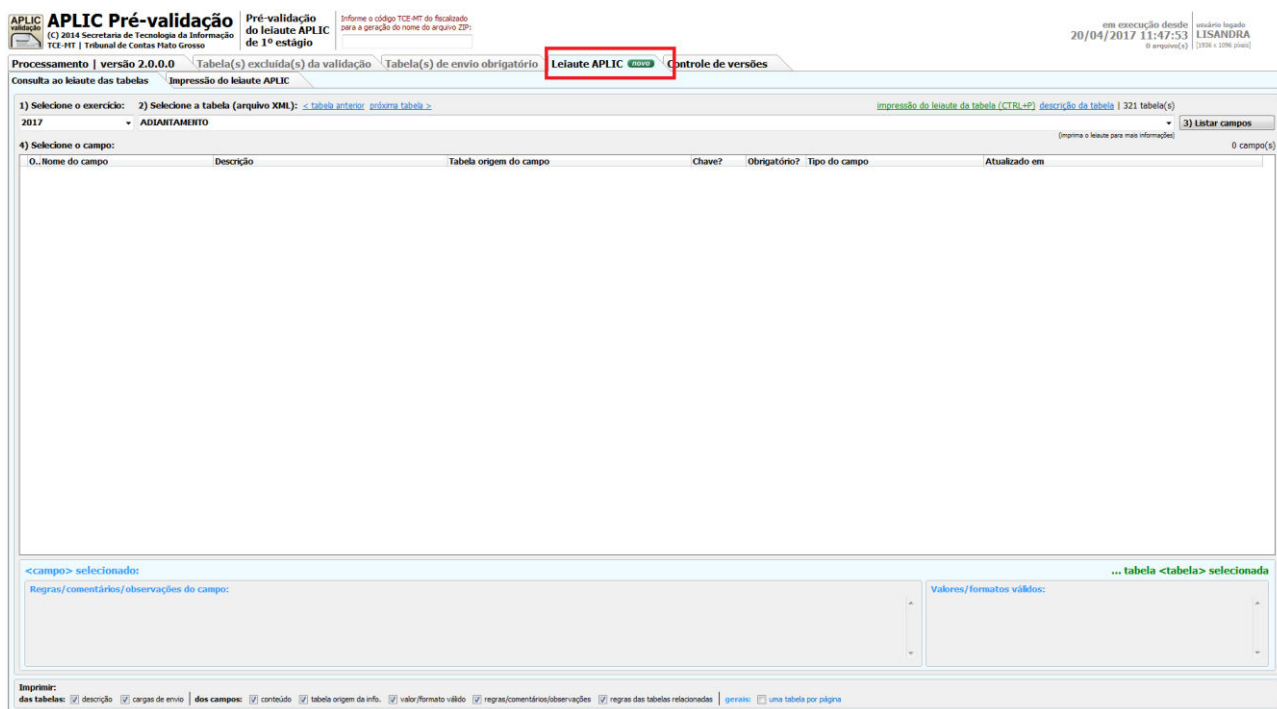 APLIC
validação
APLIC Pré-validação
(C) 2014 Secretaria de Tecnologia da Informação
TCE-MT | Tribunal de Contas Mato Grosso
Pré-validação
do leiaute APLIC
de 1º estágio
Informe o código TCE-MT do fiscalizado
para a geração do nome do arquivo ZIP:
em execução desde
20/04/2017 11:47:53
0 arquivo(s)
usuário logado
LISANDRA
[1936 x 1096 pixels]
Processamento | versão 2.0.0.0 Tabela(s) excluída(s) da validação Tabela(s) de envio obrigatório Leiaute APLIC novo Controle de versões
Consulta ao leiaute das tabelas Impressão do leiaute APLIC
1) Selecione o exercício: 2) Selecione a tabela (arquivo XML): < tabela anterior próxima tabela > impressão do leiaute da tabela (CTRL+P) descrição da tabela | 321 tabela(s)
2017 ADIANTAMENTO 3) Listar campos
(imprima o leiaute para mais informações)
4) Selecione o campo: 0 campo(s)
O.. Nome do campo Descrição Tabela origem do campo Chave? Obrigatório? Tipo do campo Atualizado em
<campo> selecionado: ... tabela <tabela> selecionada
Regras/comentários/observações do campo: Valores/formatos válidos:
Imprimir:
das tabelas: descrição cargas de envio dos campos: conteúdo tabela origem da info. valor/formato válido regras/comentários/observações regras das tabelas relacionadas gerais: uma tabela por página